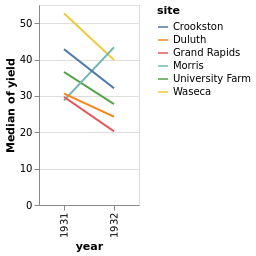 site
Crookston
Duluth
Grand Rapids
Morris
University Farm
Waseca
Median of yield
50
40
30
20
10
0
1931
1932
year